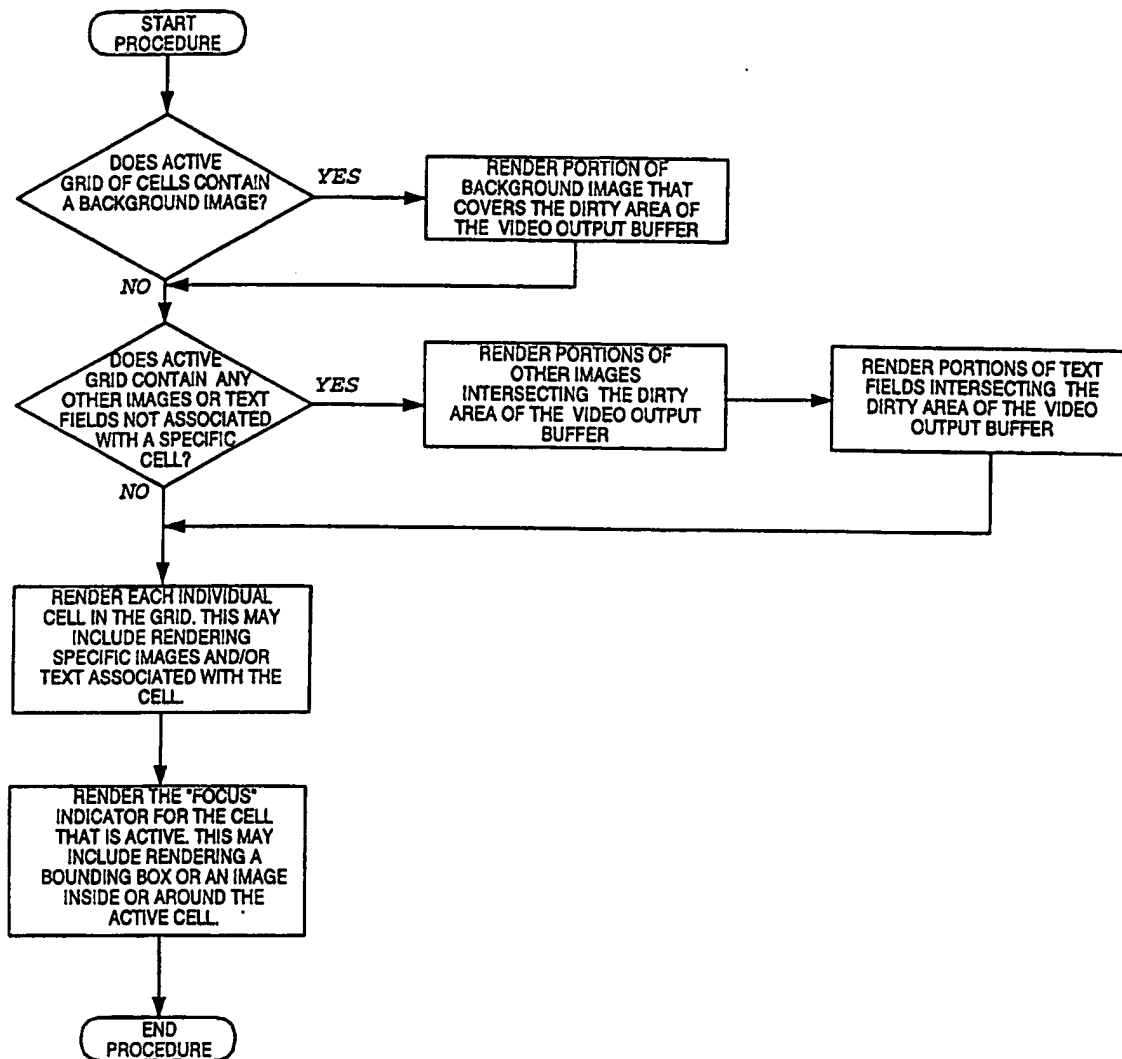 START
PROCEDURE
DOES ACTIVE
GRID OF CELLS CONTAIN
A BACKGROUND IMAGE?
YES
RENDER PORTION OF
BACKGROUND IMAGE THAT
COVERS THE DIRTY AREA OF
THE VIDEO OUTPUT BUFFER
NO
DOES ACTIVE
GRID CONTAIN ANY
OTHER IMAGES OR TEXT
FIELDS NOT ASSOCIATED
WITH A SPECIFIC
CELL?
YES
RENDER PORTIONS OF
OTHER IMAGES
INTERSECTING THE DIRTY
AREA OF THE VIDEO OUTPUT
BUFFER
RENDER PORTIONS OF TEXT
FIELDS INTERSECTING THE
DIRTY AREA OF THE VIDEO
OUTPUT BUFFER
NO
RENDER EACH INDIVIDUAL
CELL IN THE GRID. THIS MAY
INCLUDE RENDERING
SPECIFIC IMAGES AND/OR
TEXT ASSOCIATED WITH THE
CELL.
RENDER THE "FOCUS"
INDICATOR FOR THE CELL
THAT IS ACTIVE. THIS MAY
INCLUDE RENDERING A
BOUNDING BOX OR AN IMAGE
INSIDE OR AROUND THE
ACTIVE CELL.
END
PROCEDURE